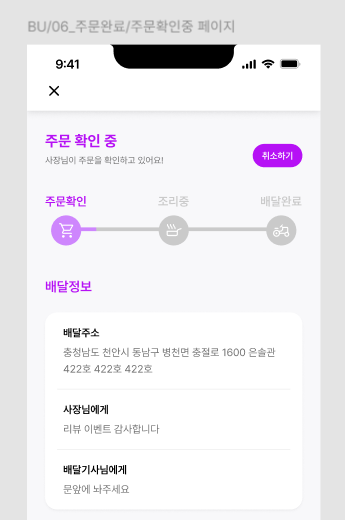 BU/06_주문완료/주문확인중 페이지
9:41
주문 확인 중
사장님이 주문을 확인하고 있어요!
취소하기
주문확인
조리중
배달완료
배달정보
배달주소
충청남도 천안시 동남구 병천면 충절로 1600 은솔관
422호 422호 422호
사장님에게
리뷰 이벤트 감사합니다
배달기사님에게
문앞에 놔주세요